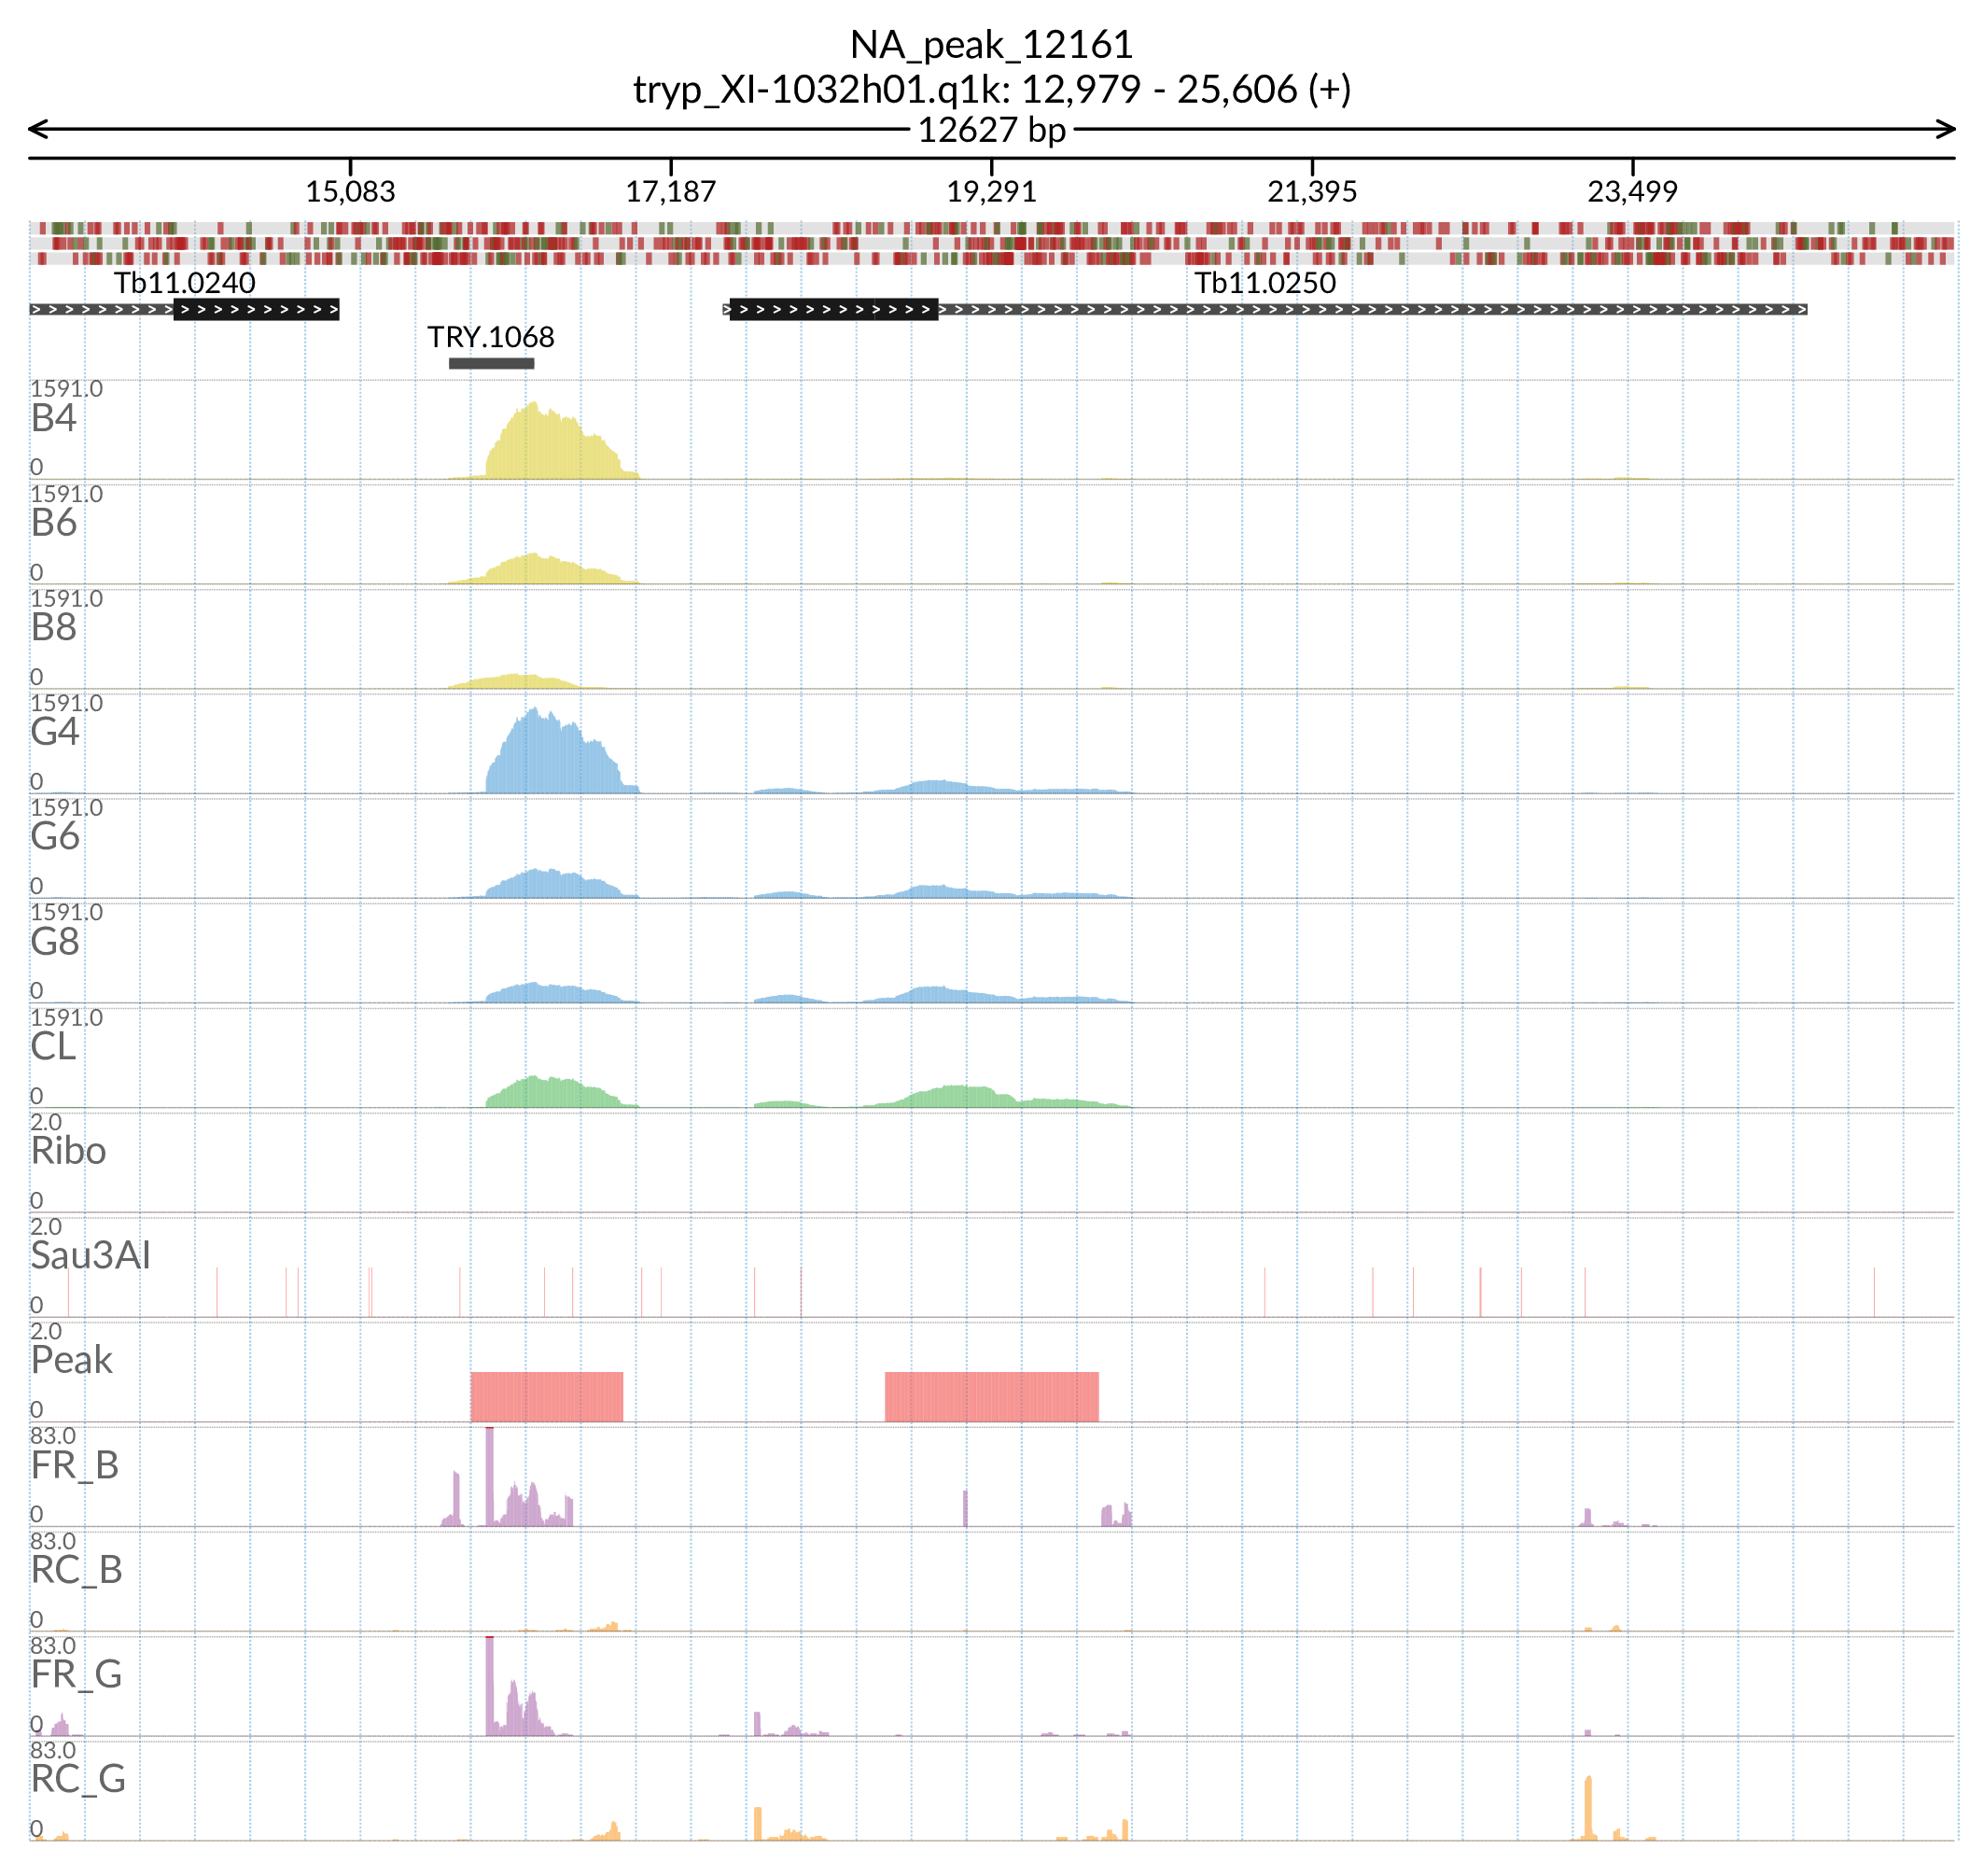 NA_peak_12161
tryp_XI-1032h01.q1k: 12,979 - 25,606 (+)
12627 bp
15,083 17,187 19,291 21,395 23,499
Tb11.0240 Tb11.0250
TRY.1068
1591.0
B4
0
1591.0
B6
0
1591.0
B8
0
1591.0
G4
0
1591.0
G6
0
1591.0
G8
0
1591.0
CL
0
2.0
Ribo
0
2.0
Sau3AI
0
2.0
Peak
0
83.0
FR_B
0
83.0
RC_B
0
83.0
FR_G
0
83.0
RC_G
0